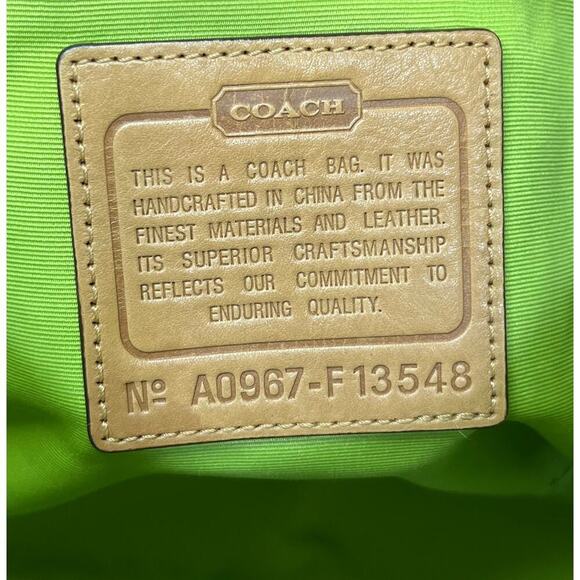 COACH
THIS IS A COACH BAG. IT WAS
HANDCRAFTED IN CHINA FROM THE
FINEST MATERIALS AND LEATHER.
ITS SUPERIOR CRAFTSMANSHIP
REFLECTS OUR COMMITMENT TO
ENDURING QUALITY.
Nº A0967-F13548